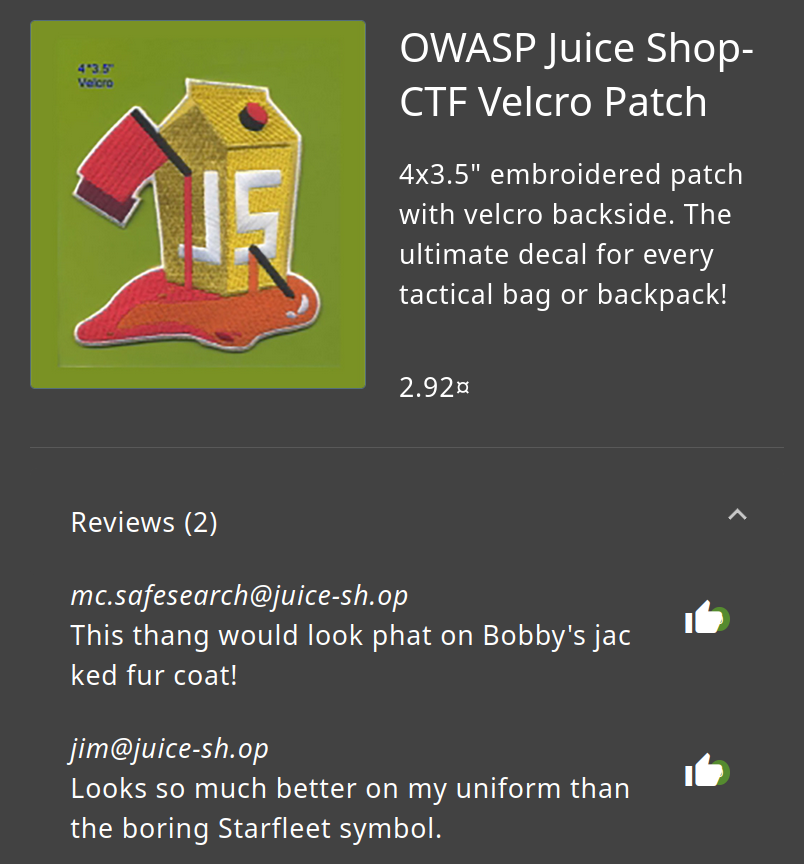 4*3.5"
Velcro
JS
OWASP Juice Shop-
CTF Velcro Patch
4x3.5" embroidered patch
with velcro backside. The
ultimate decal for every
tactical bag or backpack!
2.92¤
Reviews (2)
mc.safesearch@juice-sh.op
This thang would look phat on Bobby's jac
ked fur coat!
jim@juice-sh.op
Looks so much better on my uniform than
the boring Starfleet symbol.